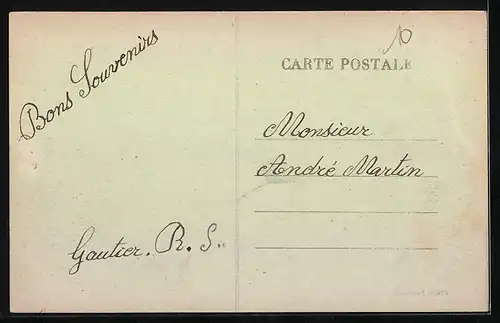 Bons Souvenirs
Gautier. R. S.
10
CARTE POSTALE
Monsieur
André Martin